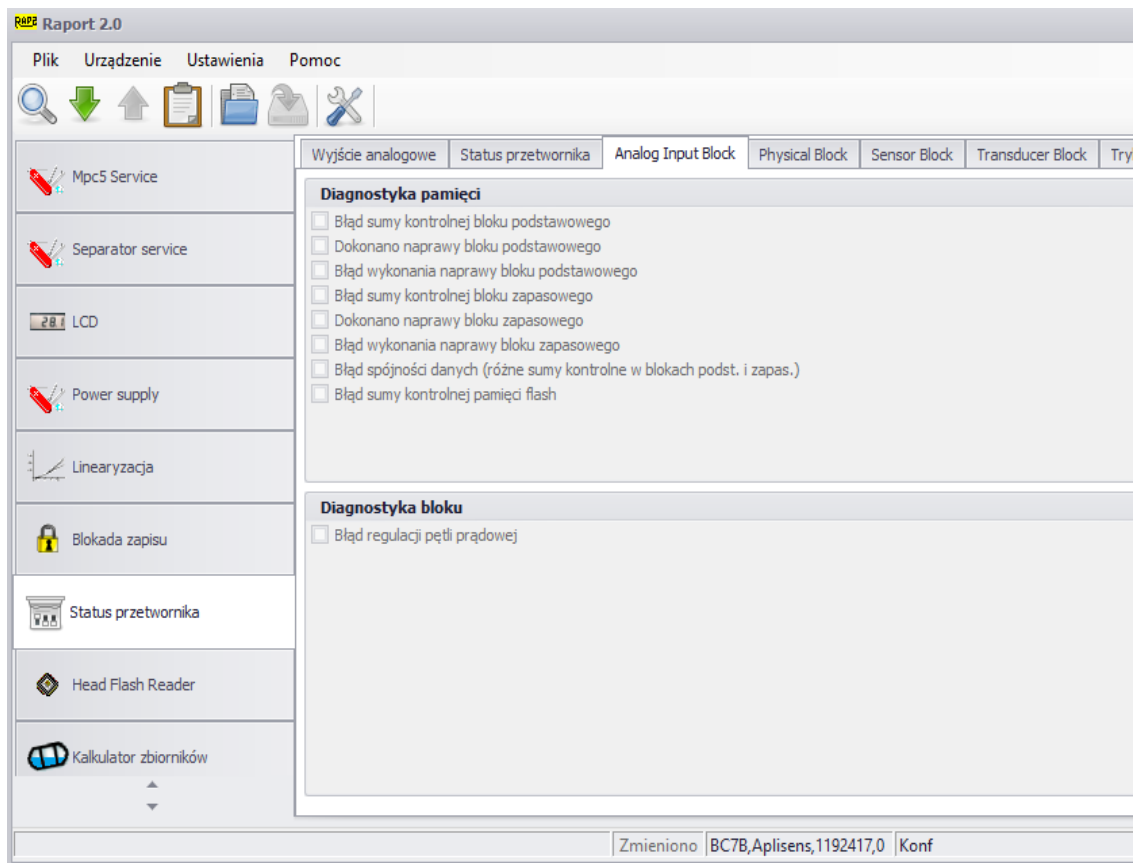 RAP2 Raport 2.0
Plik Urządzenie Ustawienia Pomoc
Wyjście analogowe Status przetwornika Analog Input Block Physical Block Sensor Block Transducer Block Try
Mpc5 Service
Separator service
28.1 LCD
Power supply
Linearyzacja
Blokada zapisu
Status przetwornika
Head Flash Reader
Kalkulator zbiorników
Diagnostyka pamięci
Błąd sumy kontrolnej bloku podstawowego
Dokonano naprawy bloku podstawowego
Błąd wykonania naprawy bloku podstawowego
Błąd sumy kontrolnej bloku zapasowego
Dokonano naprawy bloku zapasowego
Błąd wykonania naprawy bloku zapasowego
Błąd spójności danych (różne sumy kontrolne w blokach podst. i zapas.)
Błąd sumy kontrolnej pamięci flash
Diagnostyka bloku
Błąd regulacji pętli prądowej
Zmieniono BC7B,Aplisens,1192417,0 Konf